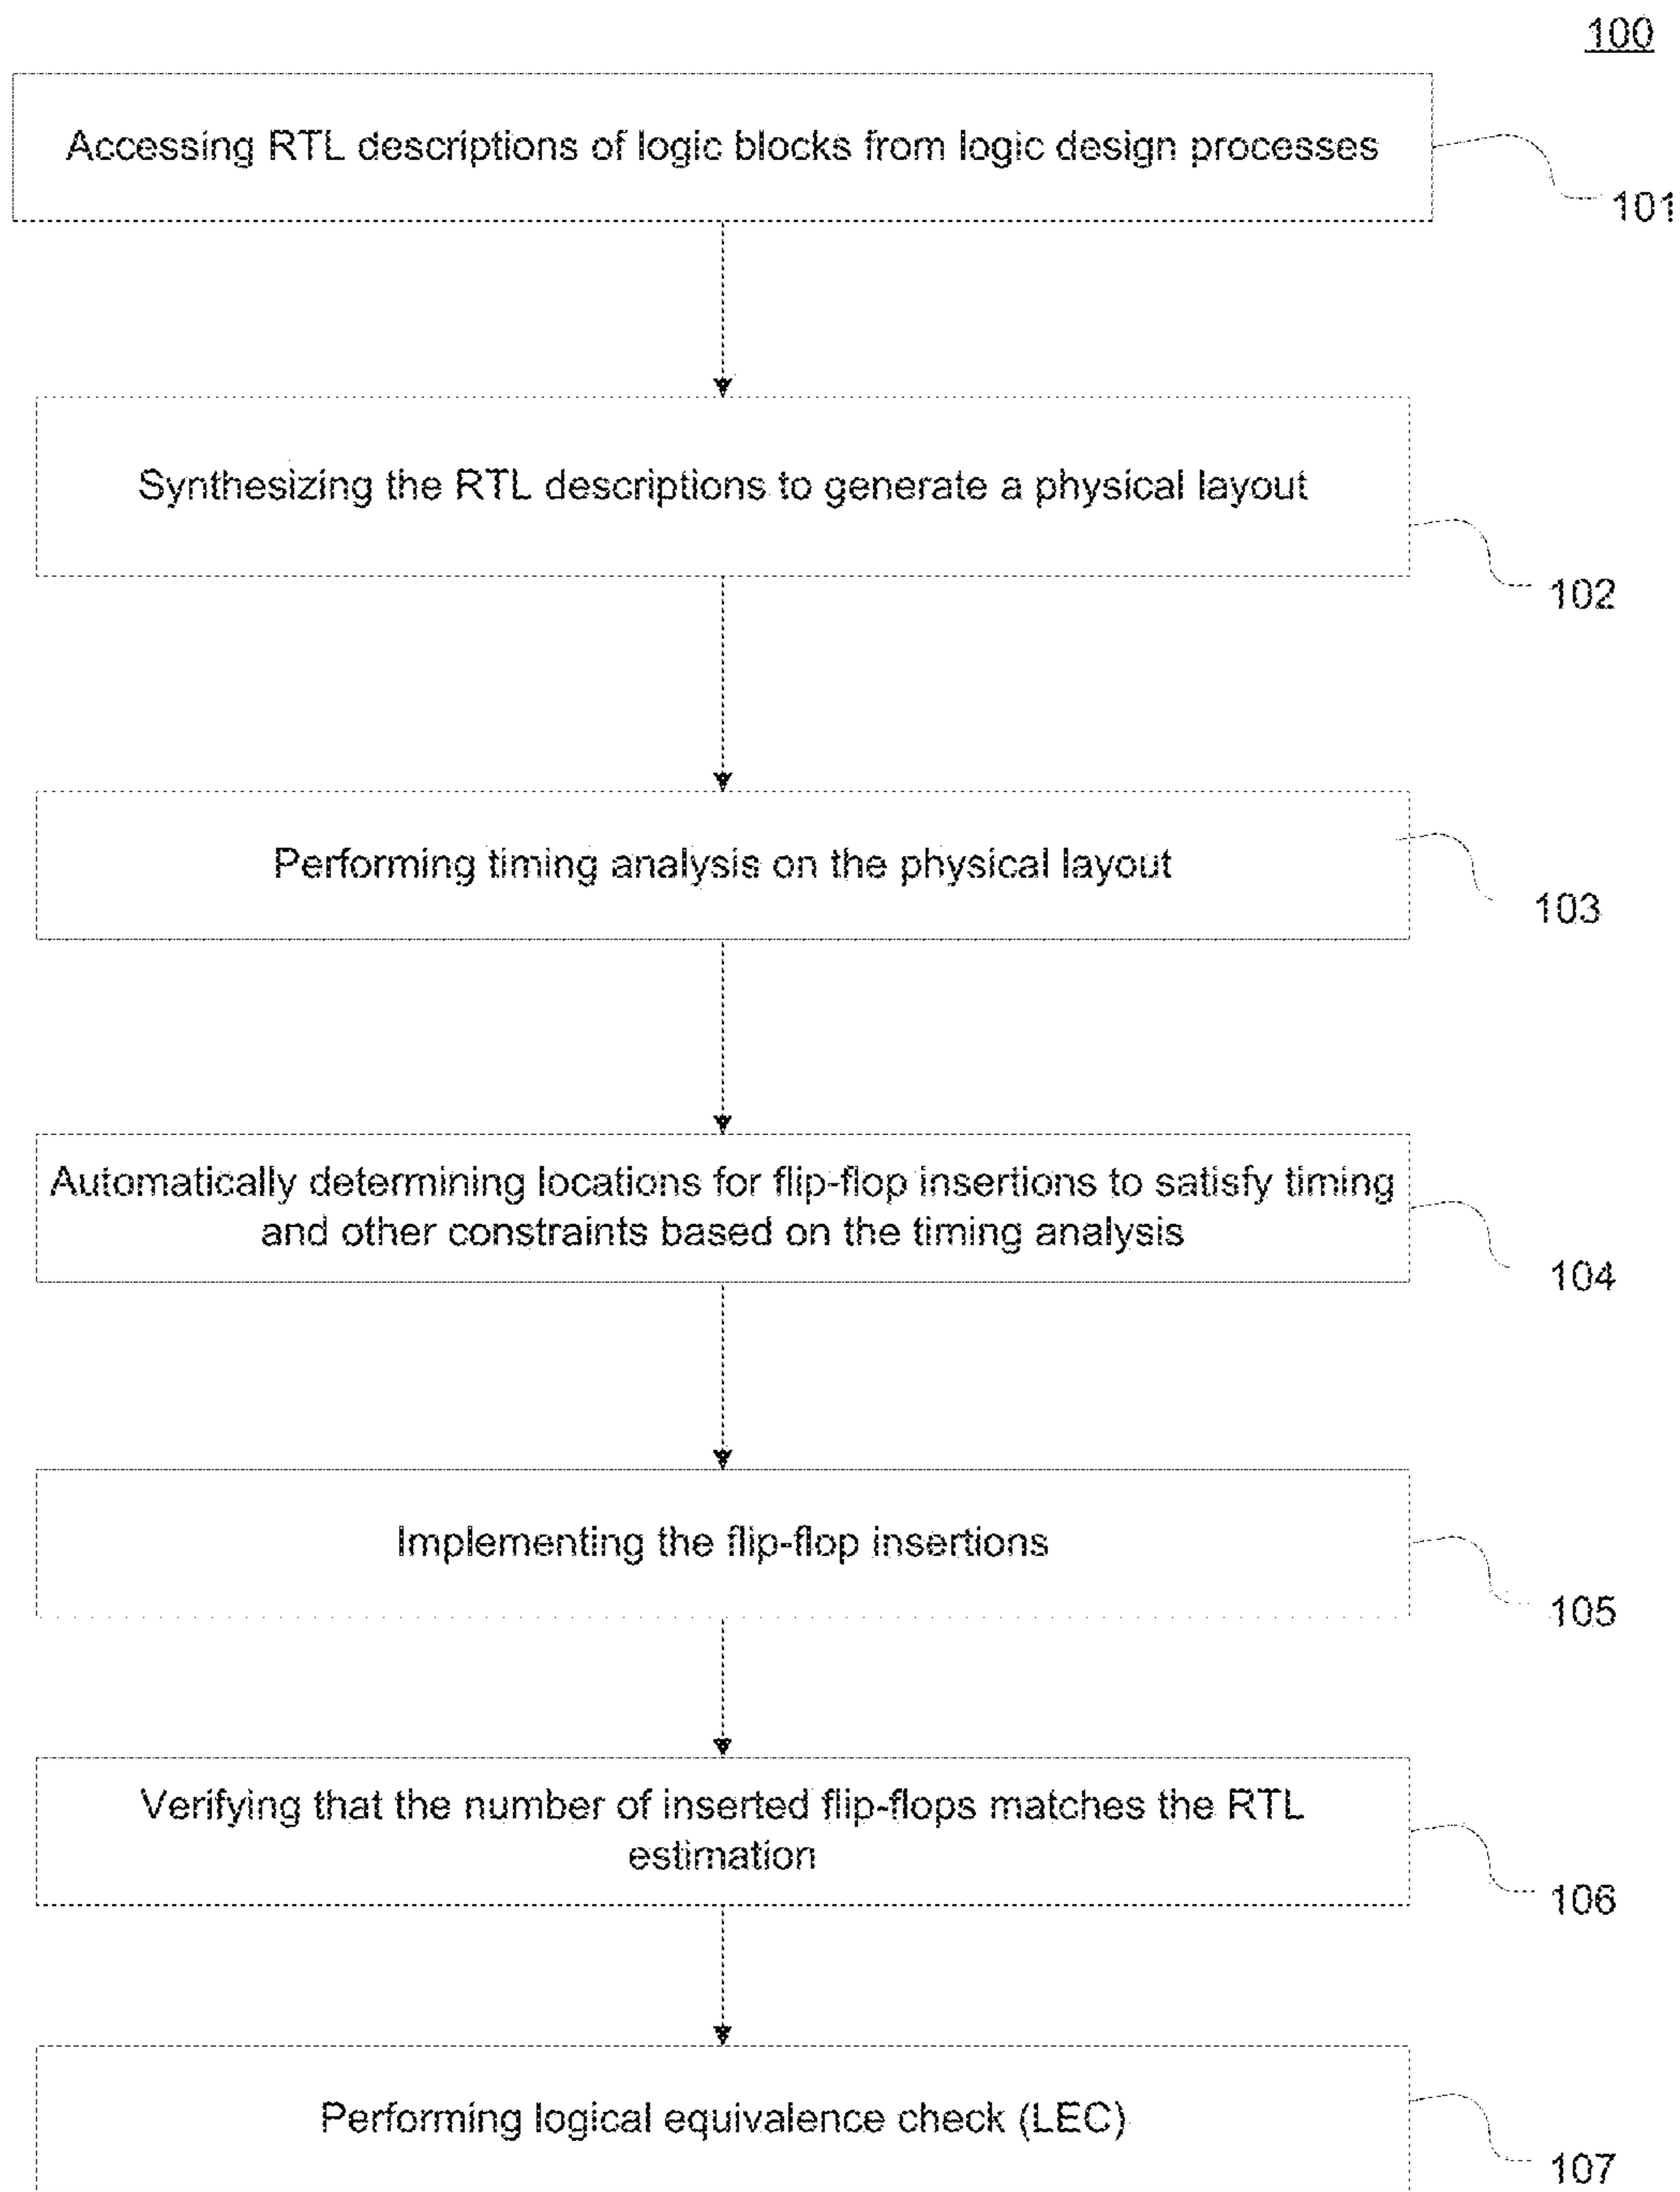 100
Accessing RTL descriptions of logic blocks from logic design processes
101
Synthesizing the RTL descriptions to generate a physical layout
102
Performing timing analysis on the physical layout
103
Automatically determining locations for flip-flop insertions to satisfy timing
and other constraints based on the timing analysis
104
Implementing the flip-flop insertions
105
Verifying that the number of inserted flip-flops matches the RTL
estimation
106
Performing logical equivalence check (LEC)
107